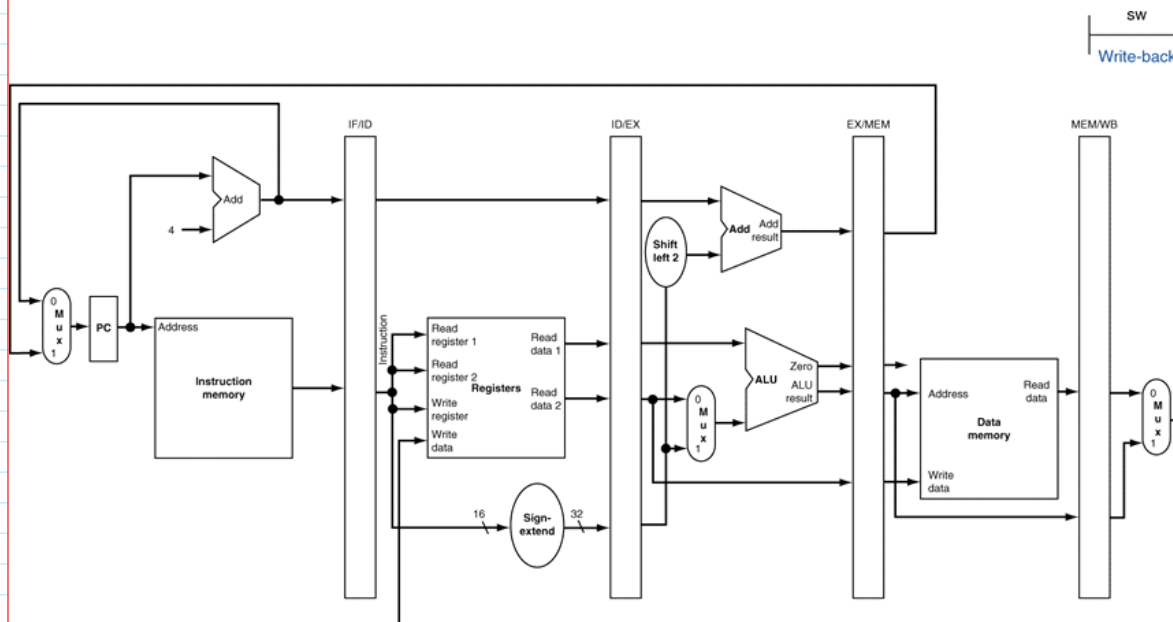 SW
Write-back
IF/ID
ID/EX
EX/MEM
MEM/WB
Add
4
Add
Add
result
Shift
left 2
0
M
u
x
1
PC
Address
Instruction
memory
Instruction
Read
register 1
Read
register 2
Write
register
Write
data
Registers
Read
data 1
Read
data 2
16
Sign-
extend
32
0
M
u
x
1
ALU
Zero
ALU
result
Address
Read
data
Data
memory
Write
data
0
M
u
x
1